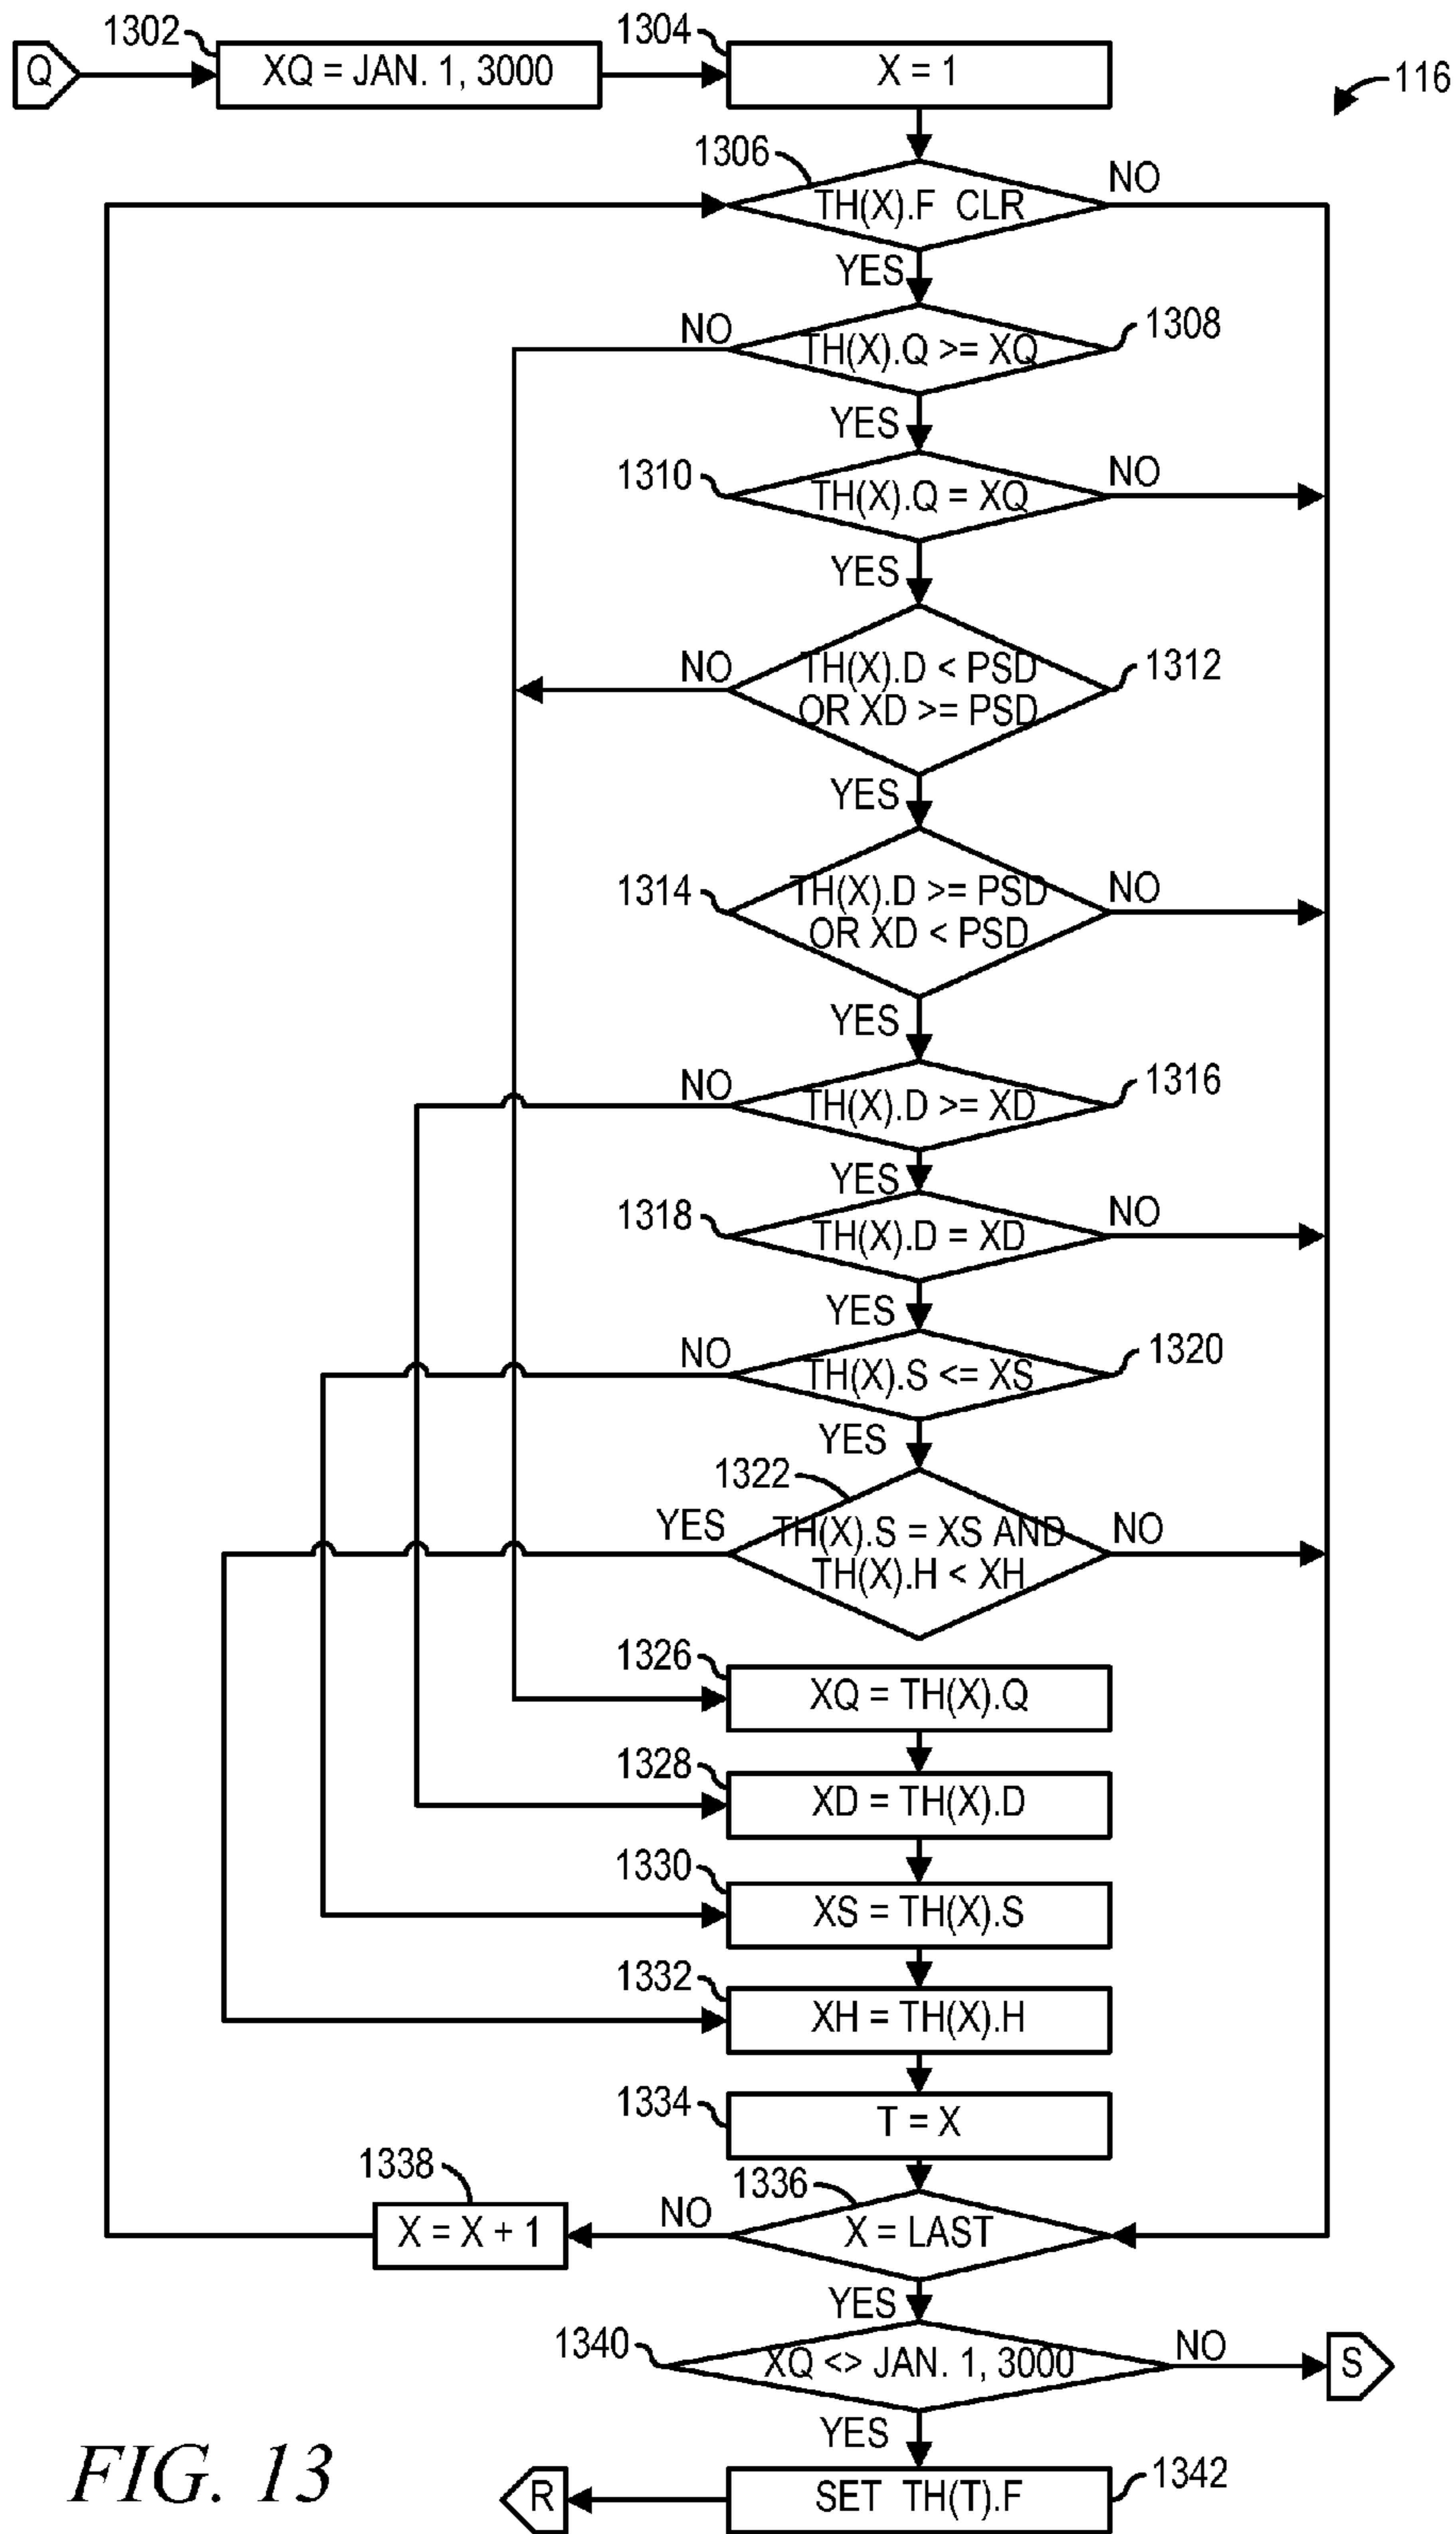 1302
1304
Q
XQ = JAN. 1, 3000
X = 1
116
1306
TH(X).F CLR
NO
YES
1308
NO
TH(X).Q >= XQ
YES
1310
TH(X).Q = XQ
NO
YES
1312
NO
TH(X).D < PSD
OR XD >= PSD
YES
1314
TH(X).D >= PSD
OR XD < PSD
NO
YES
1316
NO
TH(X).D >= XD
YES
1318
TH(X).D = XD
NO
YES
1320
NO
TH(X).S <= XS
YES
1322
YES
TH(X).S = XS AND
TH(X).H < XH
NO
1326
XQ = TH(X).Q
1328
XD = TH(X).D
1330
XS = TH(X).S
1332
XH = TH(X).H
1334
T = X
1338
1336
X = X + 1
NO
X = LAST
YES
1340
XQ <> JAN. 1, 3000
NO
S
YES
FIG. 13
R
SET TH(T).F
1342